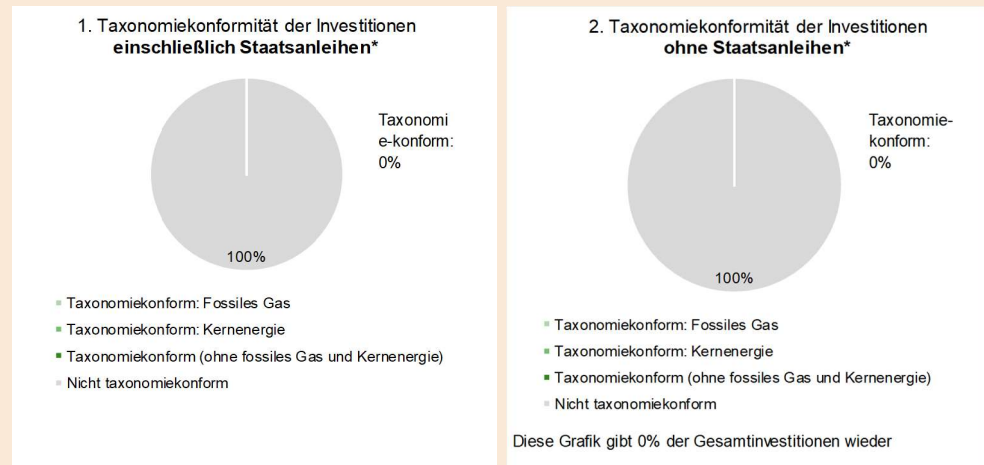 1. Taxonomiekonformität der Investitionen
einschließlich Staatsanleihen*
Taxonomi
e-konform:
0%
100%
Taxonomiekonform: Fossiles Gas
Taxonomiekonform: Kernenergie
Taxonomiekonform (ohne fossiles Gas und Kernenergie)
Nicht taxonomiekonform
2. Taxonomiekonformität der Investitionen
ohne Staatsanleihen*
Taxonomie-
konform:
0%
100%
Taxonomiekonform: Fossiles Gas
Taxonomiekonform: Kernenergie
Taxonomiekonform (ohne fossiles Gas und Kernenergie)
Nicht taxonomiekonform
Diese Grafik gibt 0% der Gesamtinvestitionen wieder